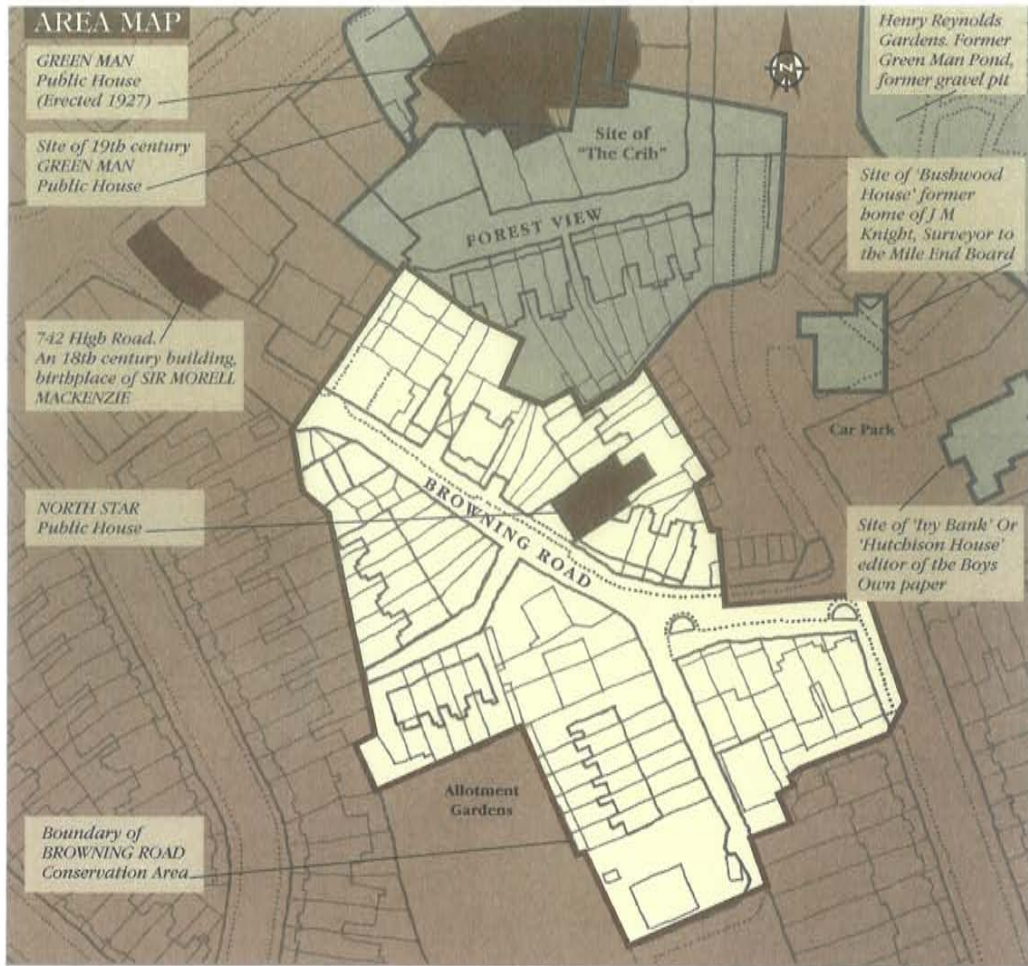 AREA MAP
GREEN MAN
Public House
(Erected 1927)
Site of 19th century
GREEN MAN
Public House
742 High Road.
An 18th century building,
birthplace of SIR MORELL
MACKENZIE
NORTH STAR
Public House
Boundary of
BROWNING ROAD
Conservation Area
Site of
"The Crib"
FOREST VIEW
BROWNING ROAD
Allotment
Gardens
N
Henry Reynolds
Gardens. Former
Green Man Pond,
former gravel pit
Site of 'Bushwood
House' former
home of J M
Knight, Surveyor to
the Mile End Board
Car Park
Site of 'Ivy Bank' Or
'Hutchison House'
editor of the Boys
Own paper